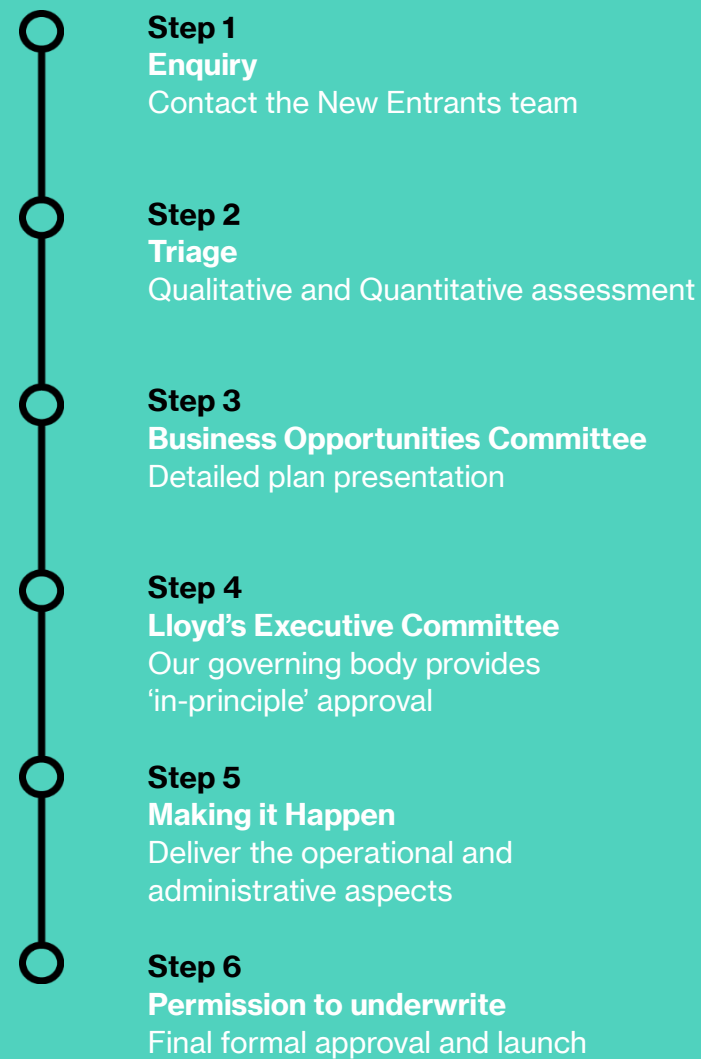 Step 1
Enquiry
Contact the New Entrants team
Step 2
Triage
Qualitative and Quantitative assessment
Step 3
Business Opportunities Committee
Detailed plan presentation
Step 4
Lloyd’s Executive Committee
Our governing body provides
‘in-principle’ approval
Step 5
Making it Happen
Deliver the operational and
administrative aspects
Step 6
Permission to underwrite
Final formal approval and launch